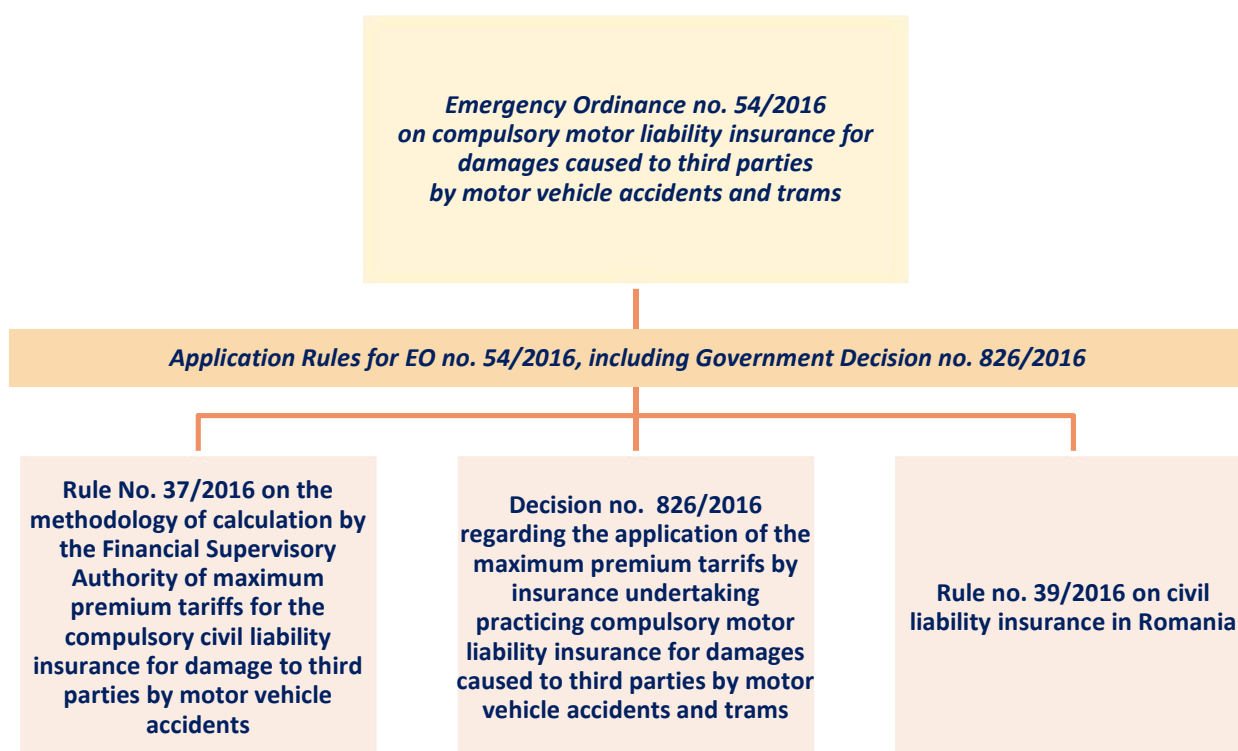 Emergency Ordinance no. 54/2016
on compulsory motor liability insurance for
damages caused to third parties
by motor vehicle accidents and trams
Application Rules for EO no. 54/2016, including Government Decision no. 826/2016
Rule No. 37/2016 on the
methodology of calculation by
the Financial Supervisory
Authority of maximum
premium tariffs for the
compulsory civil liability
insurance for damage to third
parties by motor vehicle
accidents
Decision no. 826/2016
regarding the application of the
maximum premium tarrifs by
insurance undertaking
practicing compulsory motor
liability insurance for damages
caused to third parties by motor
vehicle accidents and trams
Rule no. 39/2016 on civil
liability insurance in Romania